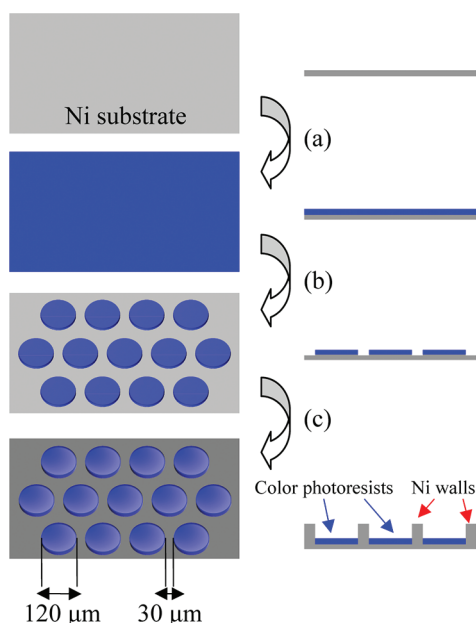 Ni substrate
(a)
(b)
(c)
Color photoresists
Ni walls
120 μm
30 μm